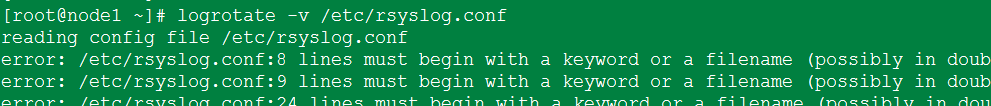 [root@node1 ~]# logrotate -v /etc/rsyslog.conf
reading config file /etc/rsyslog.conf
error: /etc/rsyslog.conf:8 lines must begin with a keyword or a filename (possibly in doub
error: /etc/rsyslog.conf:9 lines must begin with a keyword or a filename (possibly in doub
error: /etc/rsyslog.conf:24 lines must begin with a keyword or a filename (possibly in dou